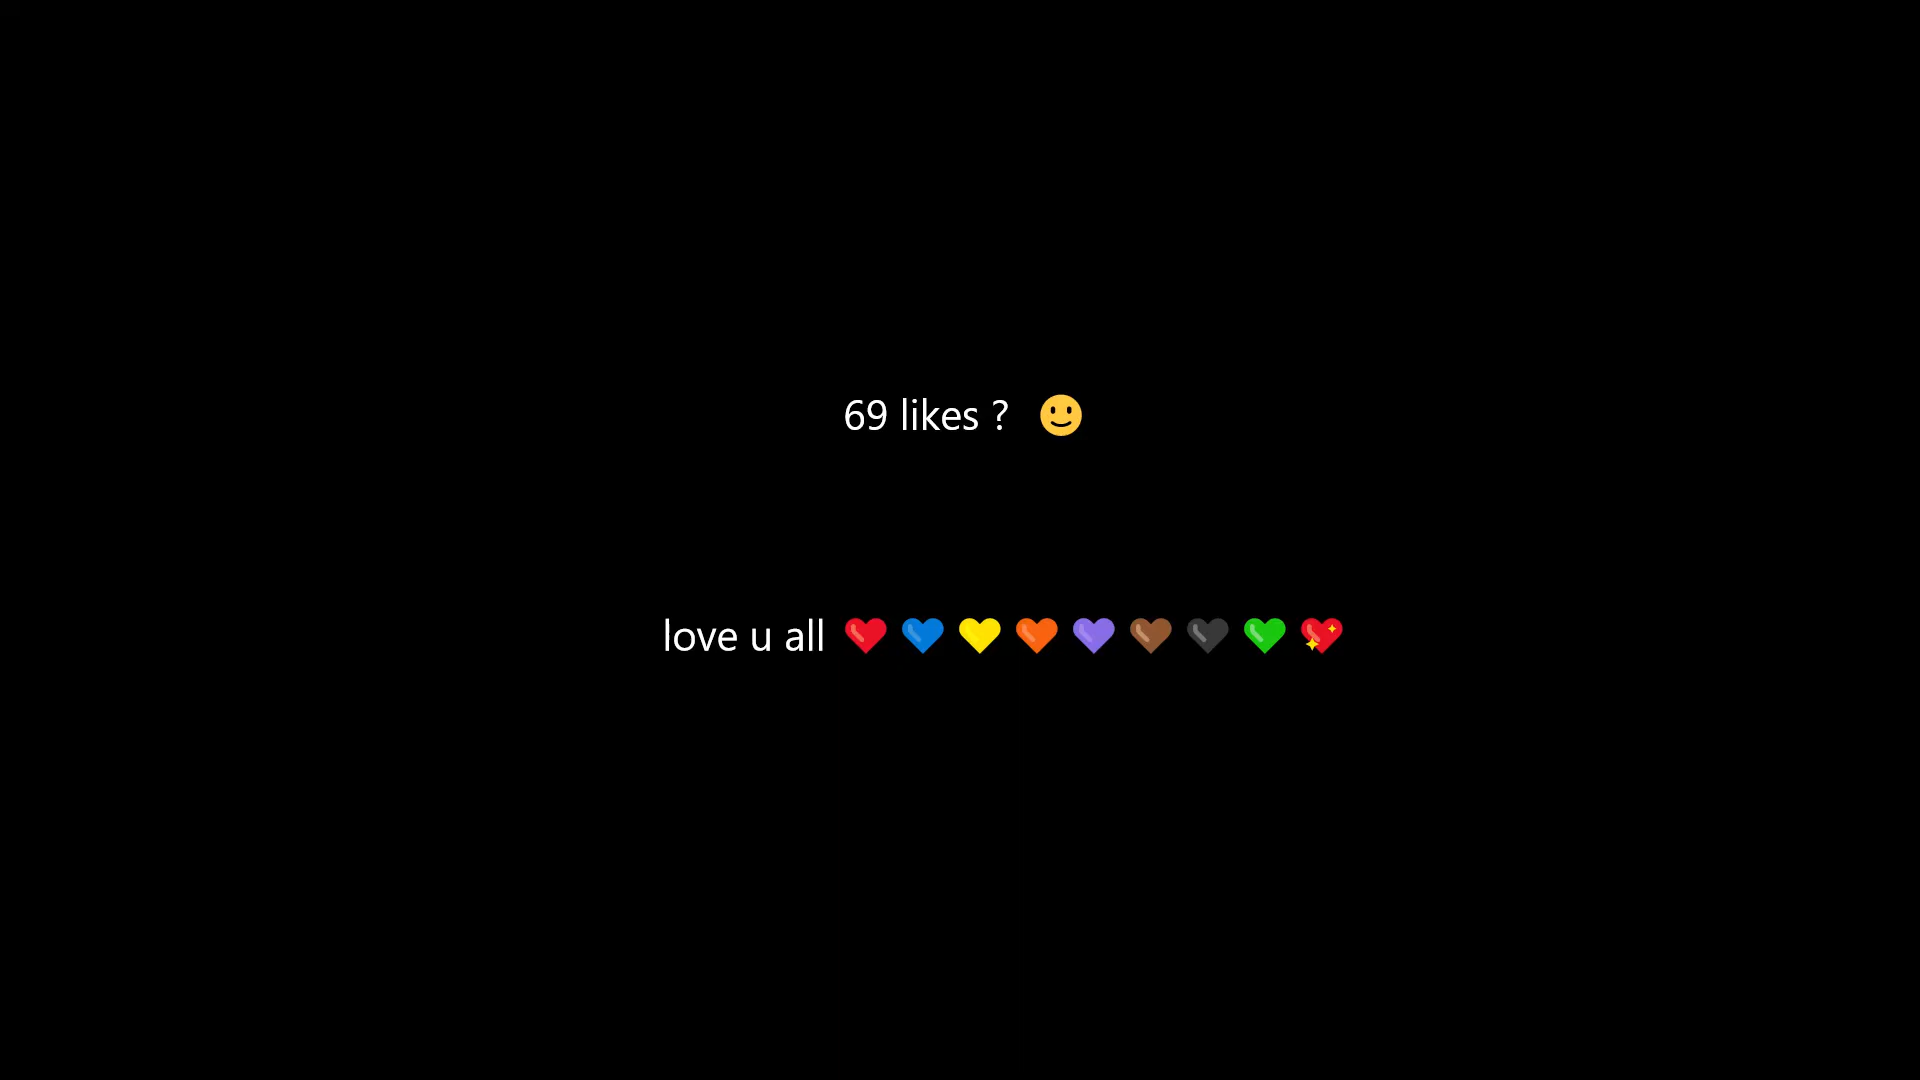 69 likes ? 🙂
love u all ❤️ 💙 💛 🧡 💜 🤎 🖤 💚 💖